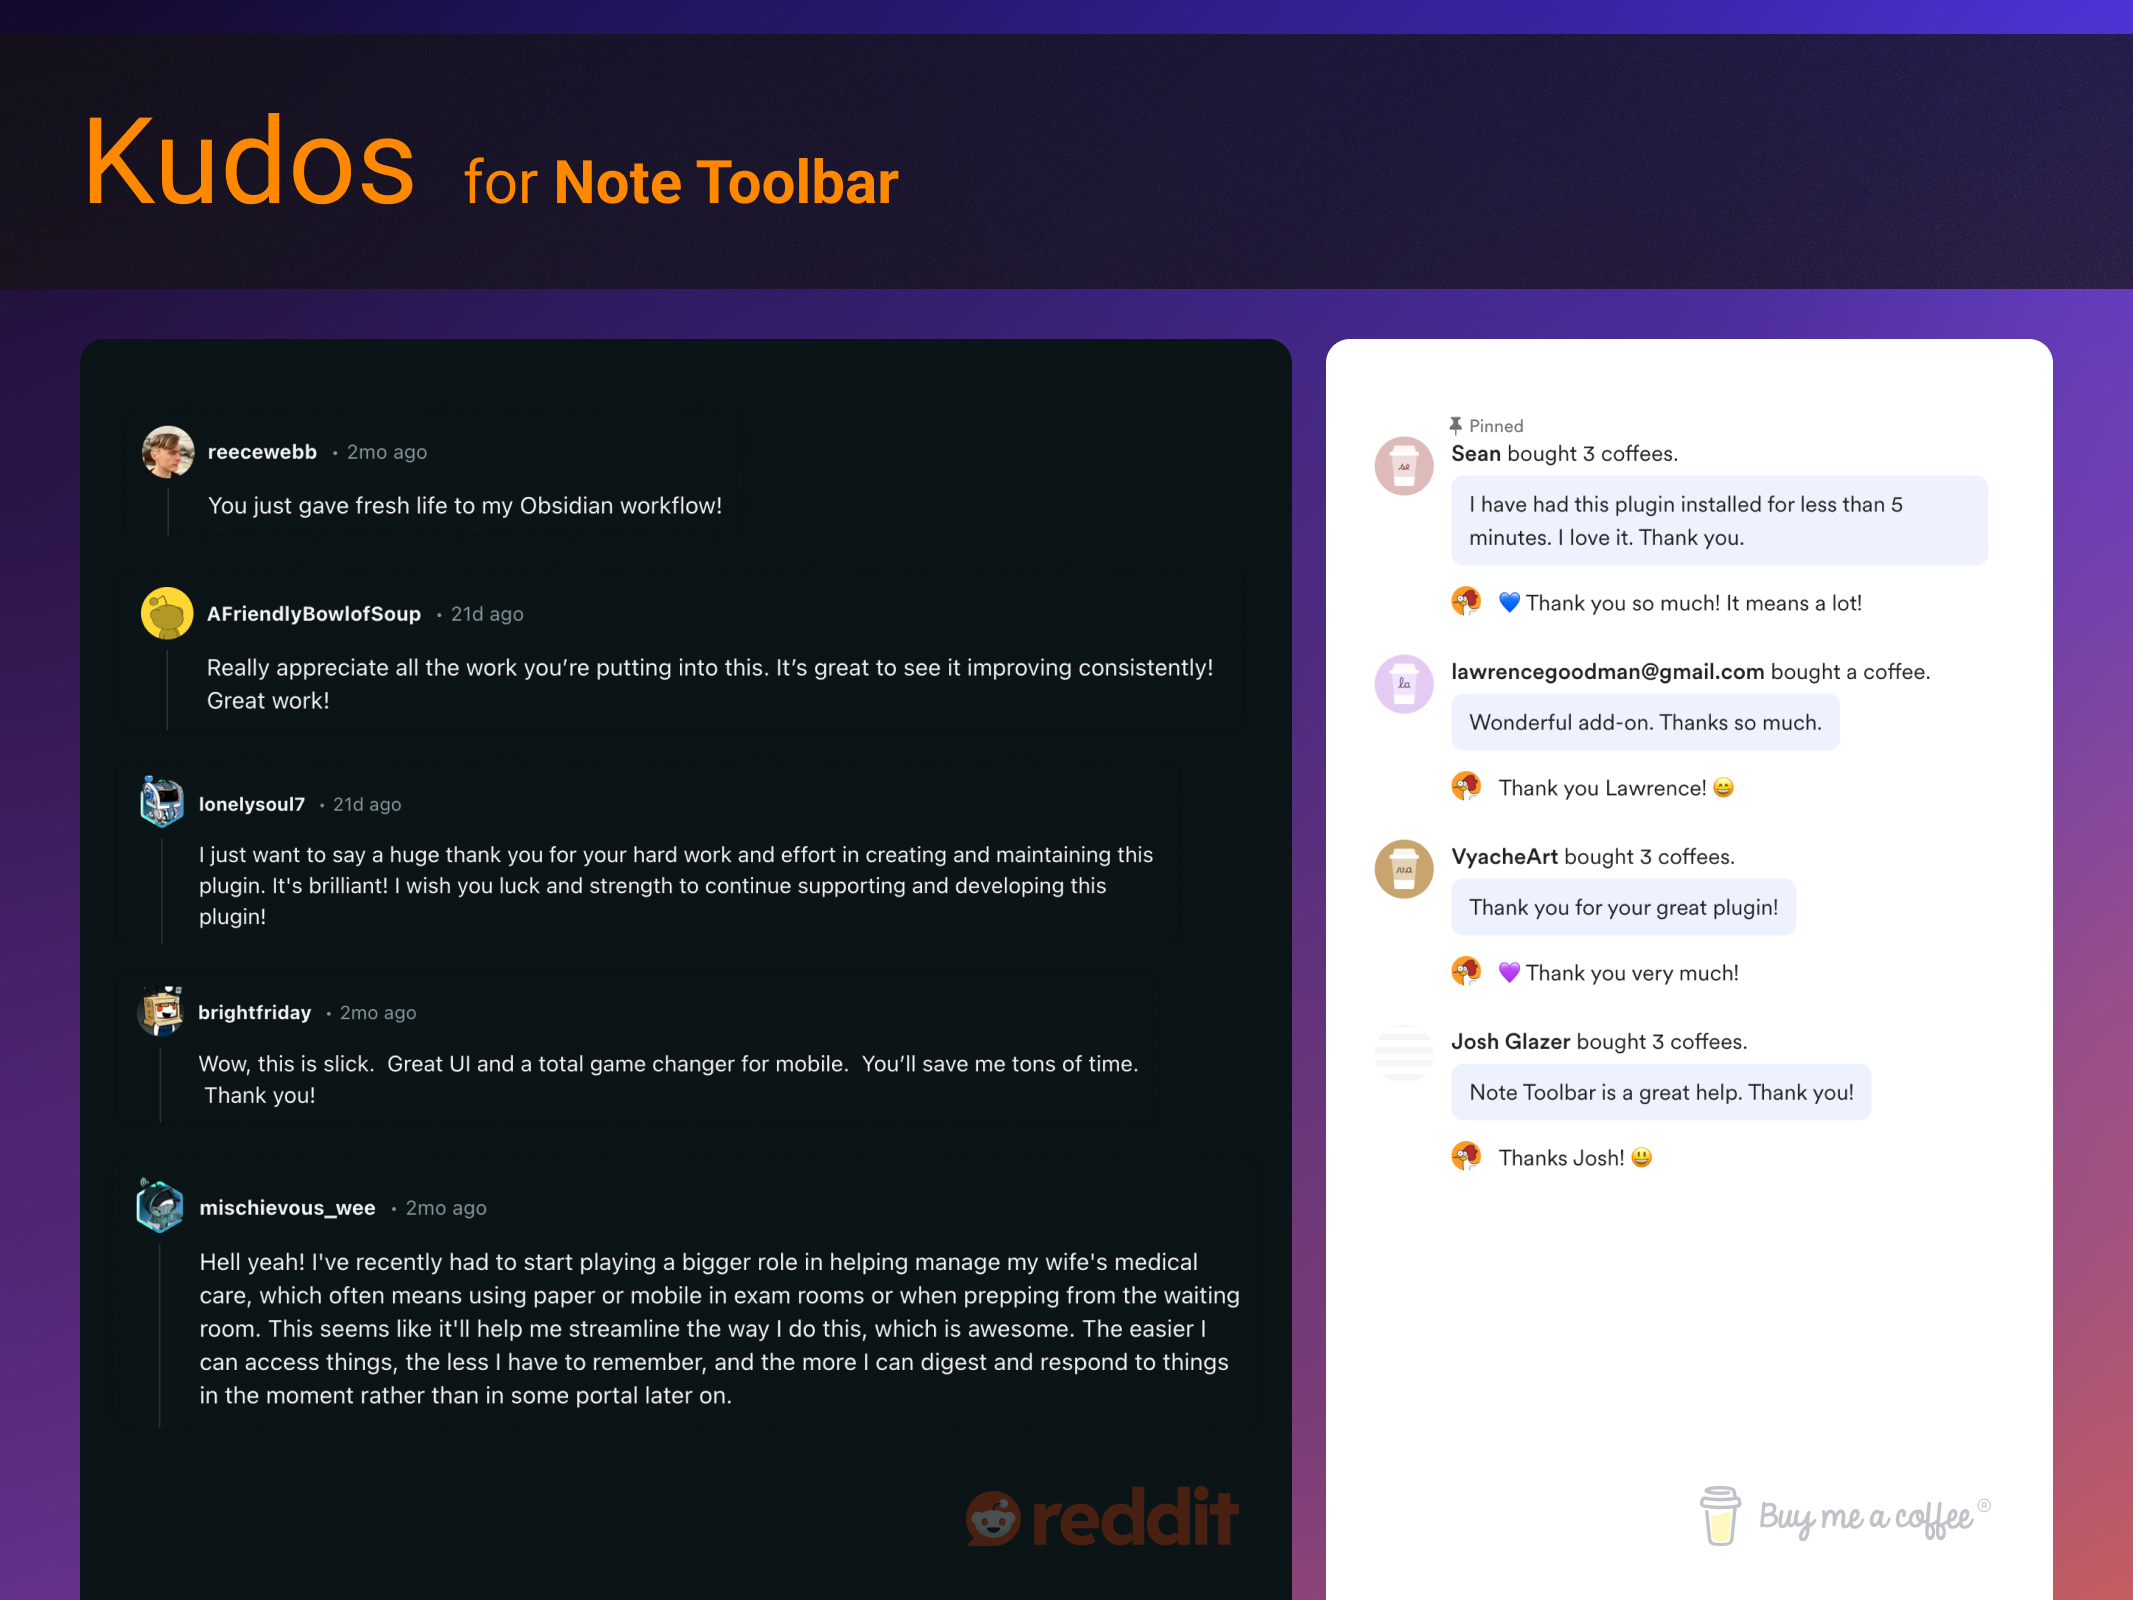 Kudos for Note Toolbar
reecewebb • 2mo ago
You just gave fresh life to my Obsidian workflow!
AFriendlyBowlofSoup • 21d ago
Really appreciate all the work you’re putting into this. It’s great to see it improving consistently!
Great work!
lonelysoul7 • 21d ago
I just want to say a huge thank you for your hard work and effort in creating and maintaining this
plugin. It's brilliant! I wish you luck and strength to continue supporting and developing this
plugin!
brightfriday • 2mo ago
Wow, this is slick.  Great UI and a total game changer for mobile.  You’ll save me tons of time.
Thank you!
mischievous_wee • 2mo ago
Hell yeah! I've recently had to start playing a bigger role in helping manage my wife's medical
care, which often means using paper or mobile in exam rooms or when prepping from the waiting
room. This seems like it'll help me streamline the way I do this, which is awesome. The easier I
can access things, the less I have to remember, and the more I can digest and respond to things
in the moment rather than in some portal later on.
reddit
Pinned
se
Sean bought 3 coffees.
I have had this plugin installed for less than 5
minutes. I love it. Thank you.
💙 Thank you so much! It means a lot!
la
lawrencegoodman@gmail.com bought a coffee.
Wonderful add-on. Thanks so much.
Thank you Lawrence! 😄
va
VyacheArt bought 3 coffees.
Thank you for your great plugin!
💜 Thank you very much!
Josh Glazer bought 3 coffees.
Note Toolbar is a great help. Thank you!
Thanks Josh! 😃
Buy me a coffee®